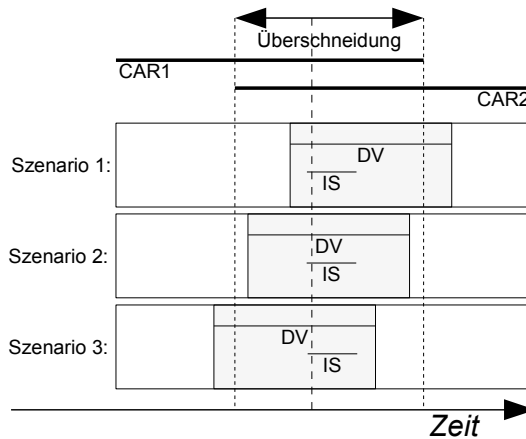 Überschneidung
CAR1
CAR2
Szenario 1:
DV
IS
Szenario 2:
DV
IS
Szenario 3:
DV
IS
Zeit